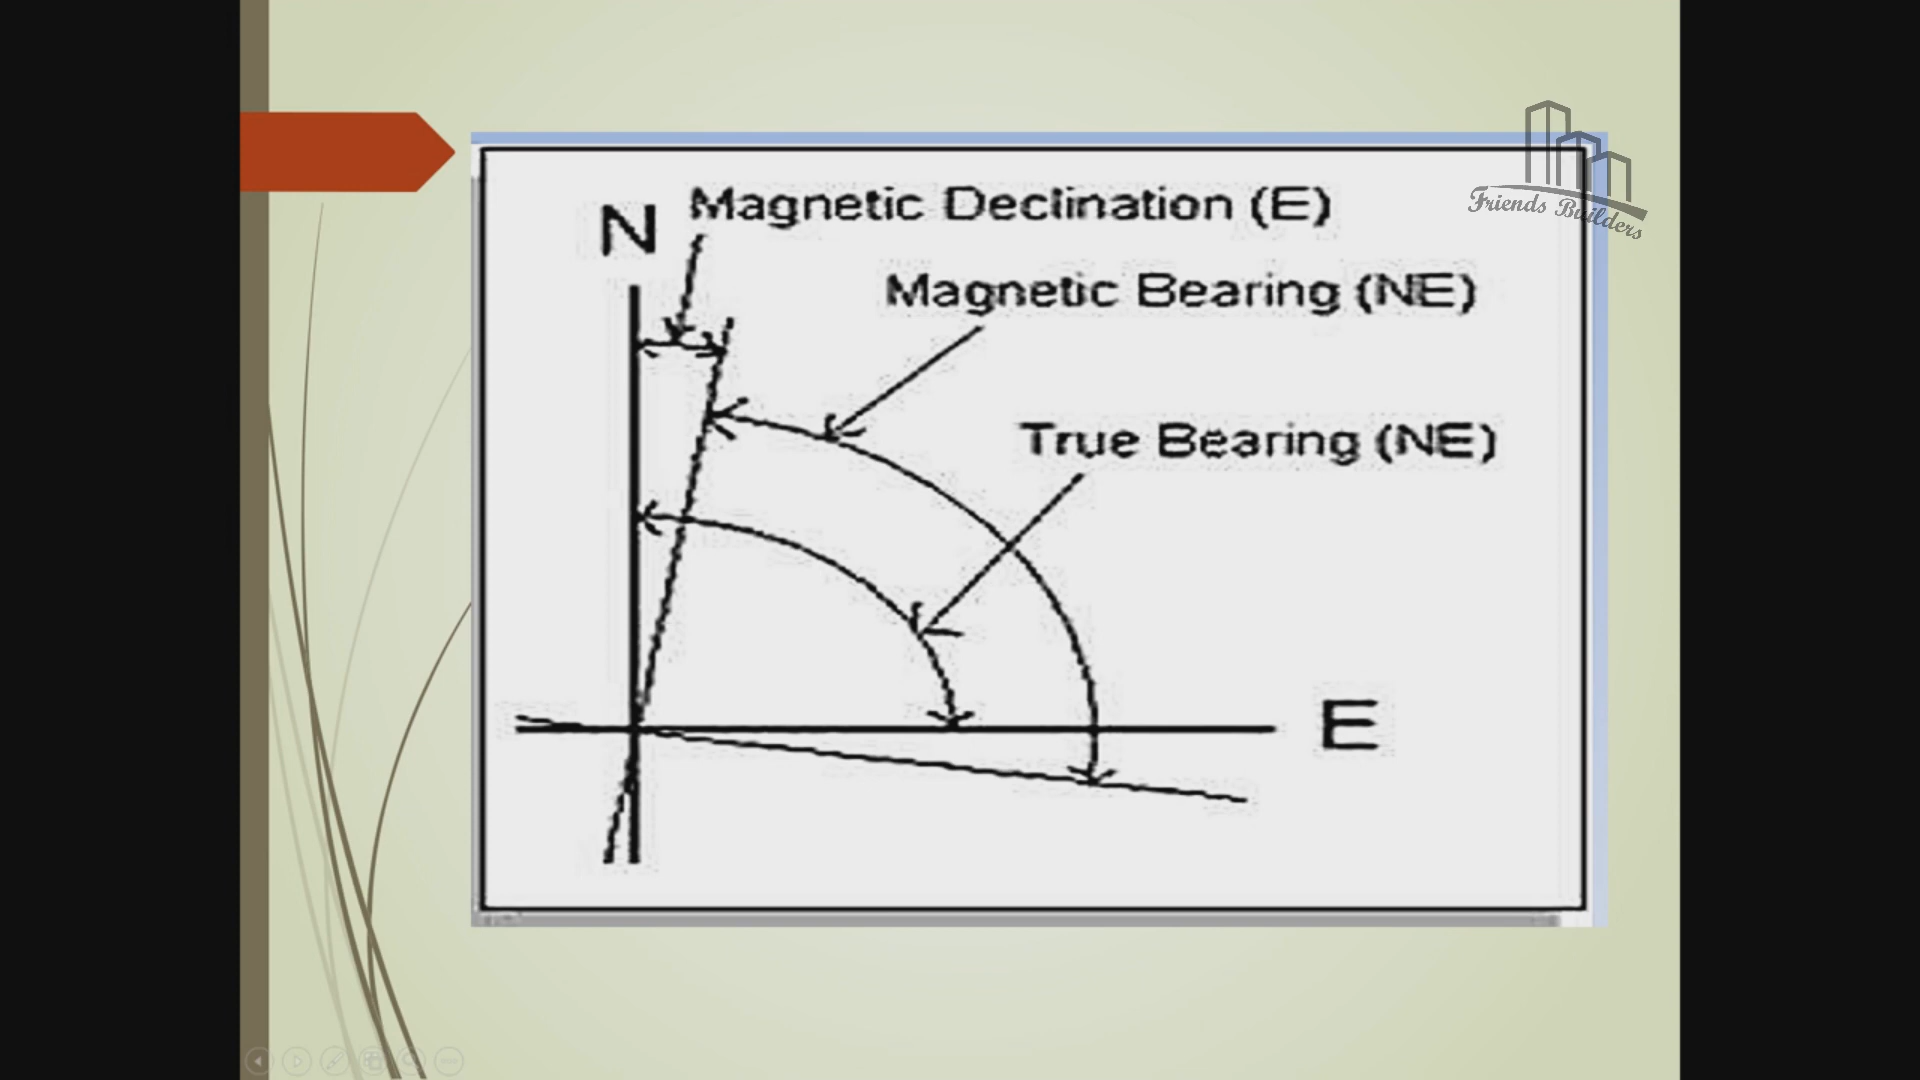 N
Magnetic Declination (E)
Magnetic Bearing (NE)
True Bearing (NE)
E
Friends Builders